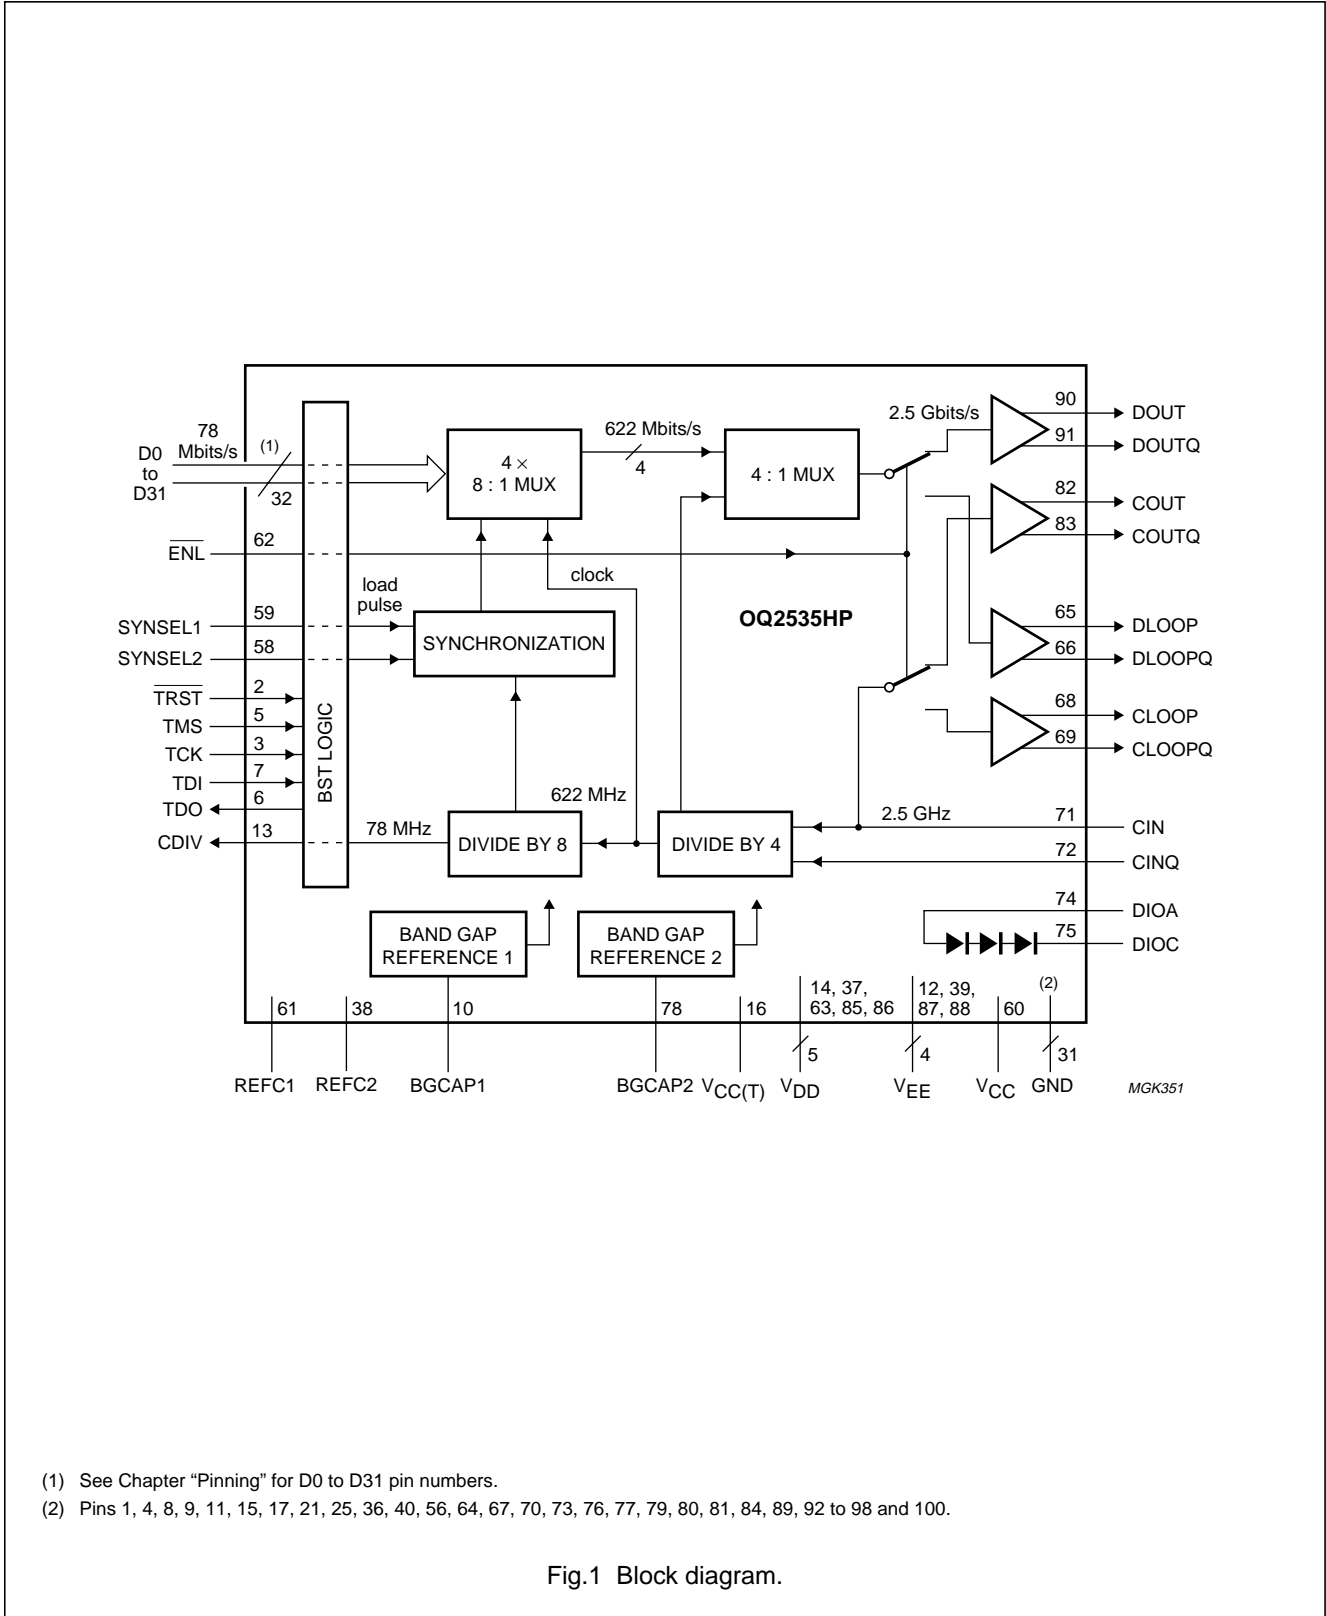 78
Mbits/s
(1)
D0
to
D31
32
4 ×
8 : 1 MUX
622 Mbits/s
4
4 : 1 MUX
2.5 Gbits/s
90
DOUT
91
DOUTQ
82
COUT
83
COUTQ
ENL
62
clock
load
pulse
OQ2535HP
SYNSEL1
59
SYNSEL2
58
SYNCHRONIZATION
65
DLOOP
66
DLOOPQ
TRST
2
TMS
5
TCK
3
TDI
7
TDO
6
CDIV
13
BST LOGIC
68
CLOOP
69
CLOOPQ
78 MHz
DIVIDE BY 8
622 MHz
DIVIDE BY 4
2.5 GHz
71
CIN
72
CINQ
74
DIOA
75
DIOC
BAND GAP
REFERENCE 1
BAND GAP
REFERENCE 2
61
38
10
78
16
14, 37,
63, 85, 86
12, 39,
87, 88
60
(2)
5
4
31
REFC1
REFC2
BGCAP1
BGCAP2
VCC(T)
VDD
VEE
VCC
GND
MGK351
(1) See Chapter “Pinning” for D0 to D31 pin numbers.
(2) Pins 1, 4, 8, 9, 11, 15, 17, 21, 25, 36, 40, 56, 64, 67, 70, 73, 76, 77, 79, 80, 81, 84, 89, 92 to 98 and 100.
Fig.1 Block diagram.